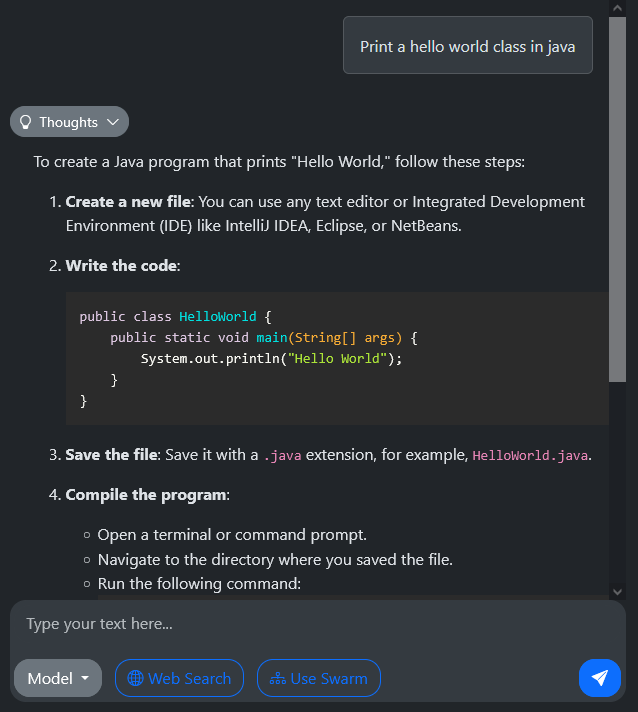 Print a hello world class in java
Thoughts
To create a Java program that prints "Hello World," follow these steps:
1. Create a new file: You can use any text editor or Integrated Development
Environment (IDE) like IntelliJ IDEA, Eclipse, or NetBeans.
2. Write the code:
public class HelloWorld {
    public static void main(String[] args) {
        System.out.println("Hello World");
    }
}
3. Save the file: Save it with a .java extension, for example, HelloWorld.java.
4. Compile the program:
Open a terminal or command prompt.
Navigate to the directory where you saved the file.
Run the following command:
Type your text here...
Model
Web Search
Use Swarm